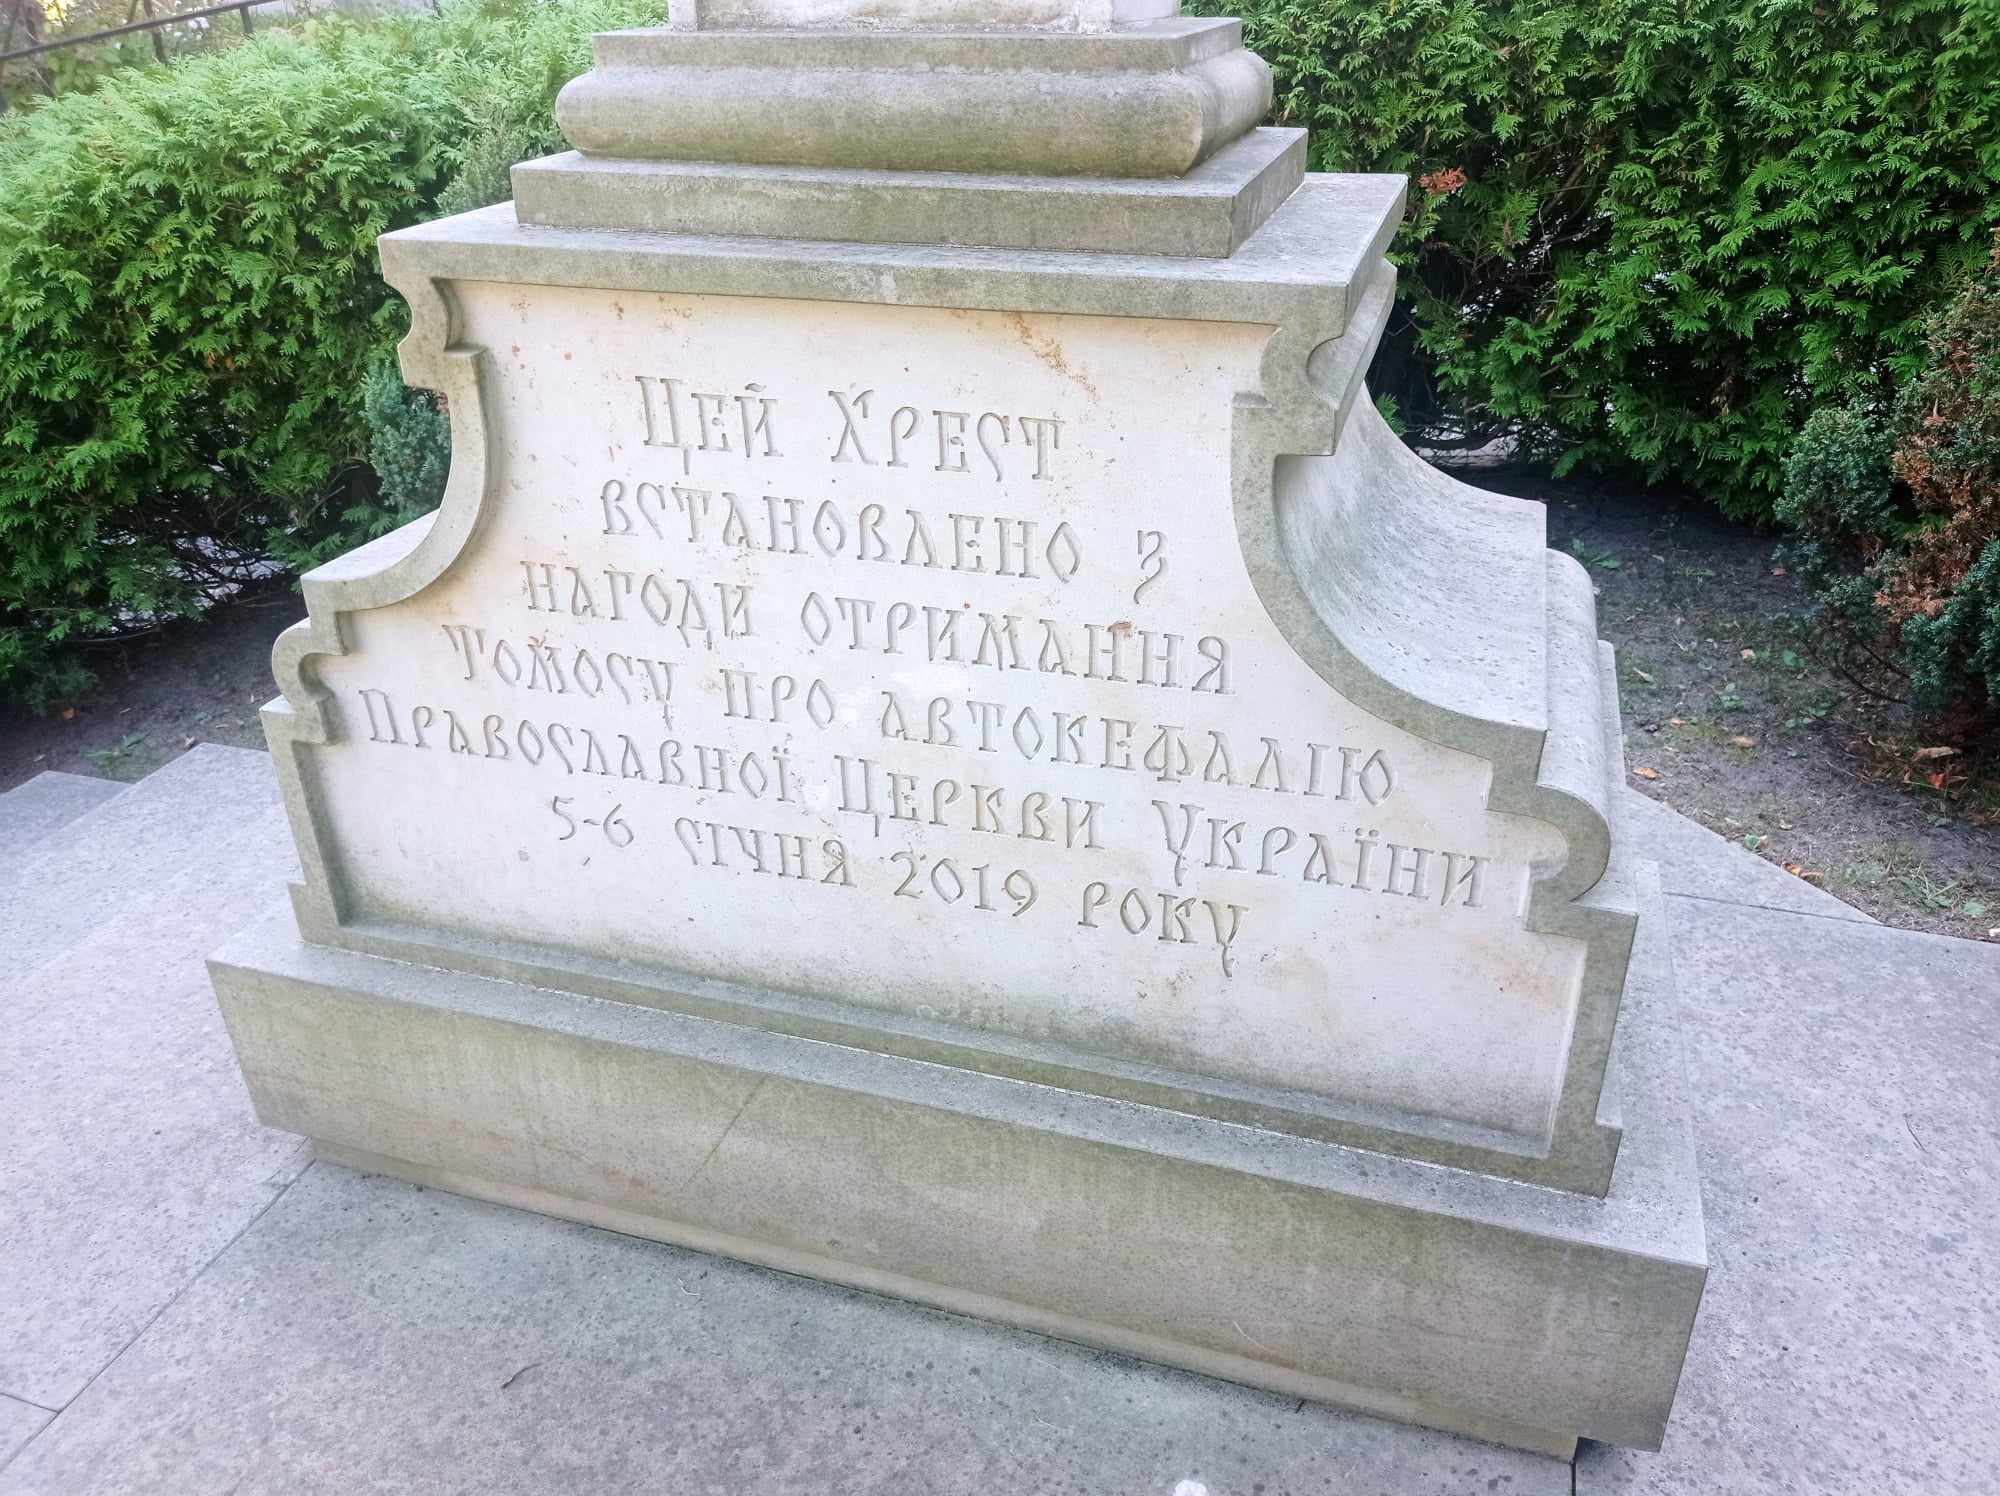 Цей Хрест
встановлено з
нагоди отримання
Томосу про автокефалію
Православної Церкви України
5-6 січня 2019 року